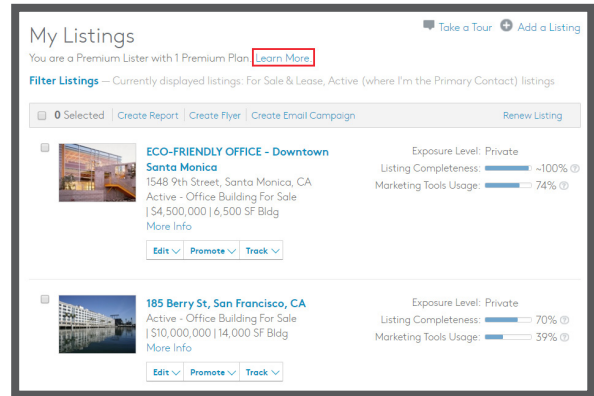 My Listings
Take a Tour
Add a Listing
You are a Premium Lister with 1 Premium Plan. Learn More.
Filter Listings — Currently displayed listings: For Sale & Lease, Active (where I'm the Primary Contact) listings
0 Selected | Create Report | Create Flyer | Create Email Campaign
Renew Listing
ECO-FRIENDLY OFFICE - Downtown
Santa Monica
1548 9th Street, Santa Monica, CA
Active - Office Building For Sale
| $4,500,000 | 6,500 SF Bldg
More Info
Edit Promote Track
Exposure Level: Private
Listing Completeness: ~100% ?
Marketing Tools Usage: 74% ?
185 Berry St, San Francisco, CA
Active - Office Building For Sale
| $10,000,000 | 14,000 SF Bldg
More Info
Edit Promote Track
Exposure Level: Private
Listing Completeness: 70% ?
Marketing Tools Usage: 39% ?